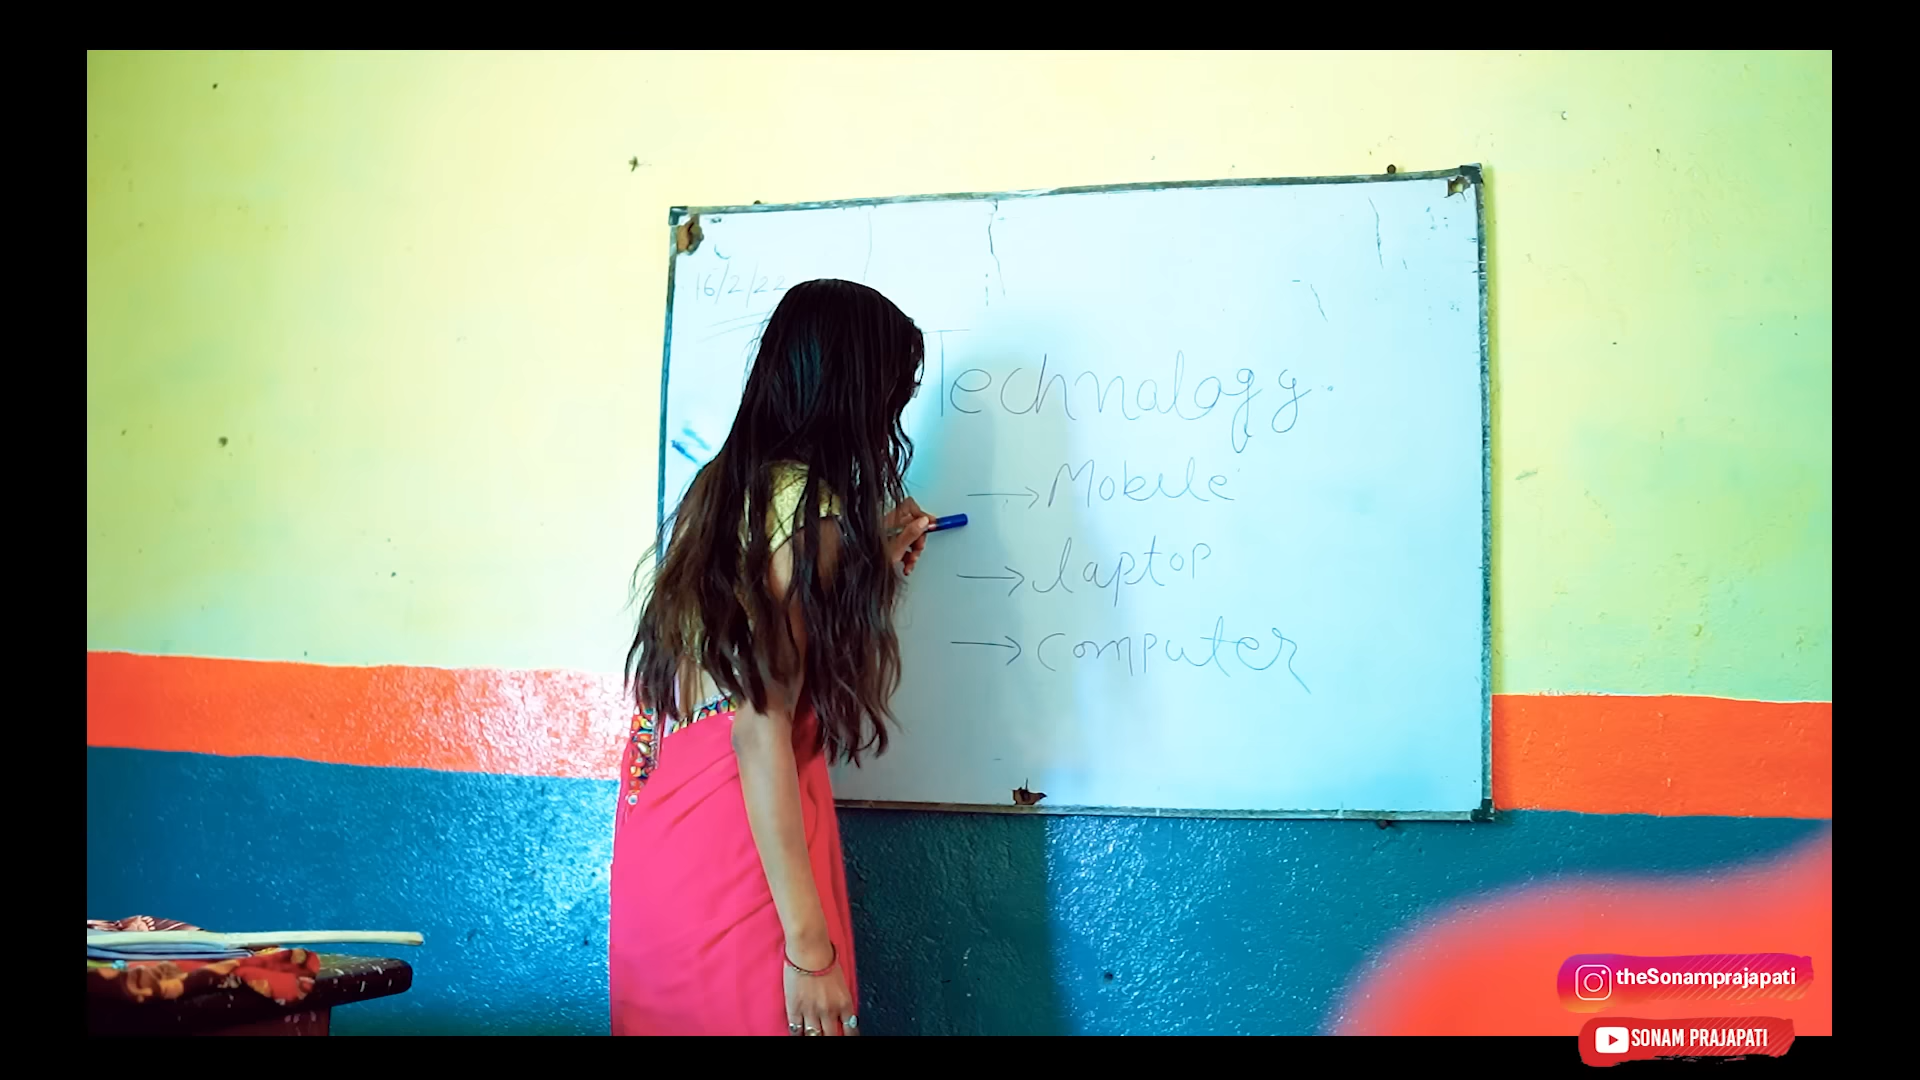 16/2/22
Technalogy.
→ Mobile
→ laptop
→ computer
theSonamprajapati
SONAM PRAJAPATI